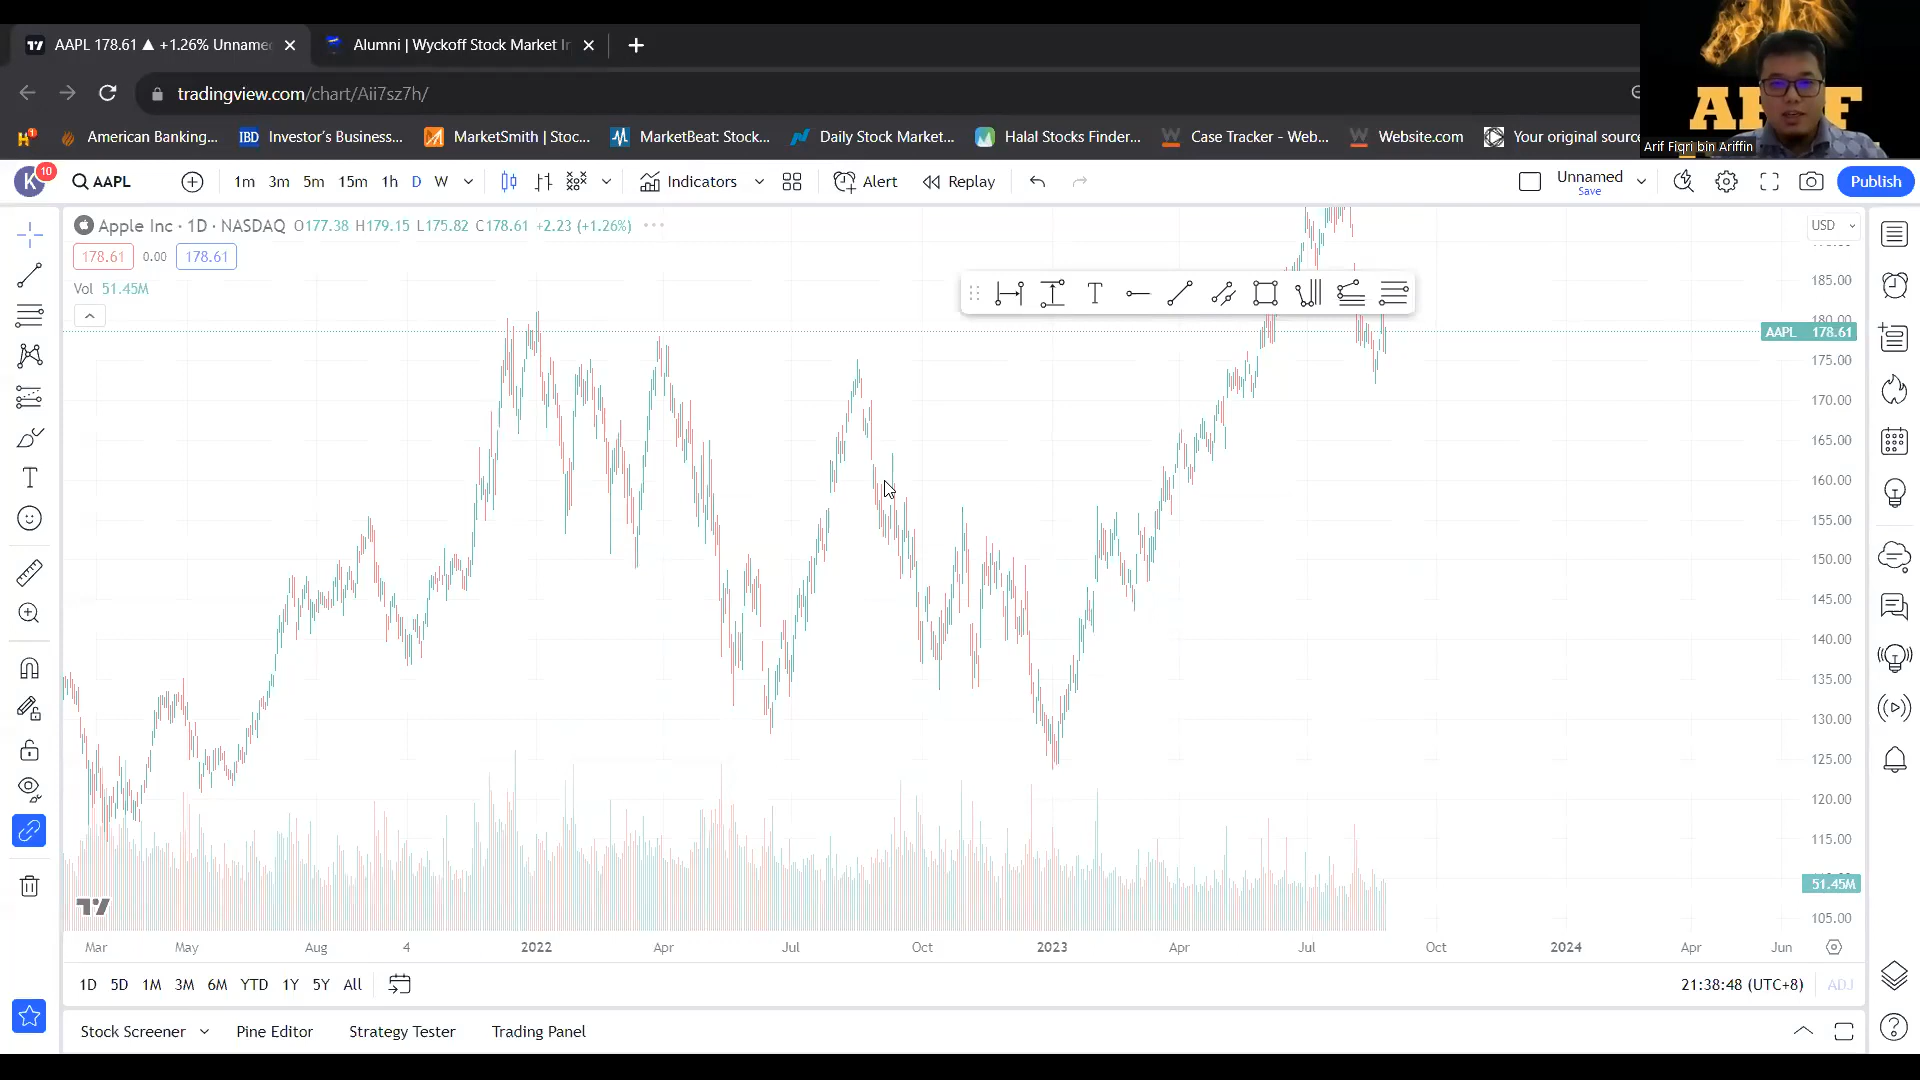 AAPL 178.61 ▲ +1.26% Unname
Alumni | Wyckoff Stock Market I
tradingview.com/chart/Aii7sz7h/
American Banking...
IBD Investor's Business...
MarketSmith | Stoc...
MarketBeat: Stock...
Daily Stock Market...
Halal Stocks Finder...
Case Tracker - Web...
Website.com
Your original source
Arif Fiqri bin Ariffin
K 10
AAPL
1m 3m 5m 15m 1h D W
Indicators
Alert
Replay
Unnamed
Save
Publish
Apple Inc · 1D · NASDAQ O177.38 H179.15 L175.82 C178.61 +2.23 (+1.26%)
USD
178.61 0.00 178.61
Vol 51.45M
185.00
180.00
AAPL 178.61
175.00
170.00
165.00
160.00
155.00
150.00
145.00
140.00
135.00
130.00
125.00
120.00
115.00
51.45M
105.00
Mar May Aug 4 2022 Apr Jul Oct 2023 Apr Jul Oct 2024 Apr Jun
1D 5D 1M 3M 6M YTD 1Y 5Y All
21:38:48 (UTC+8) ADJ
Stock Screener Pine Editor Strategy Tester Trading Panel